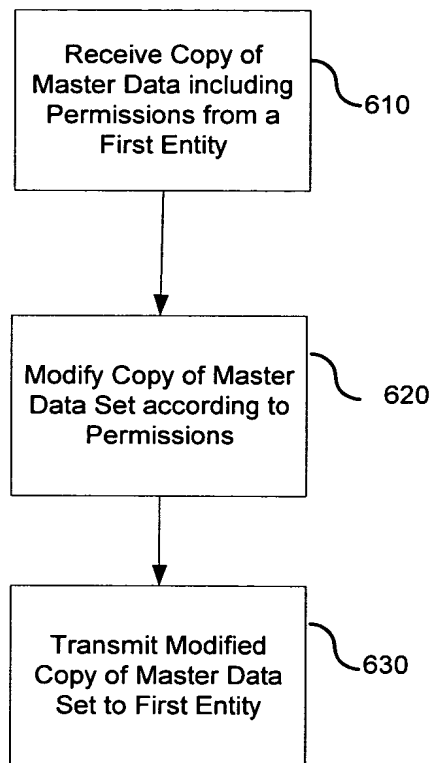 Receive Copy of
Master Data including
Permissions from a
First Entity
610
Modify Copy of Master
Data Set according to
Permissions
620
Transmit Modified
Copy of Master Data
Set to First Entity
630